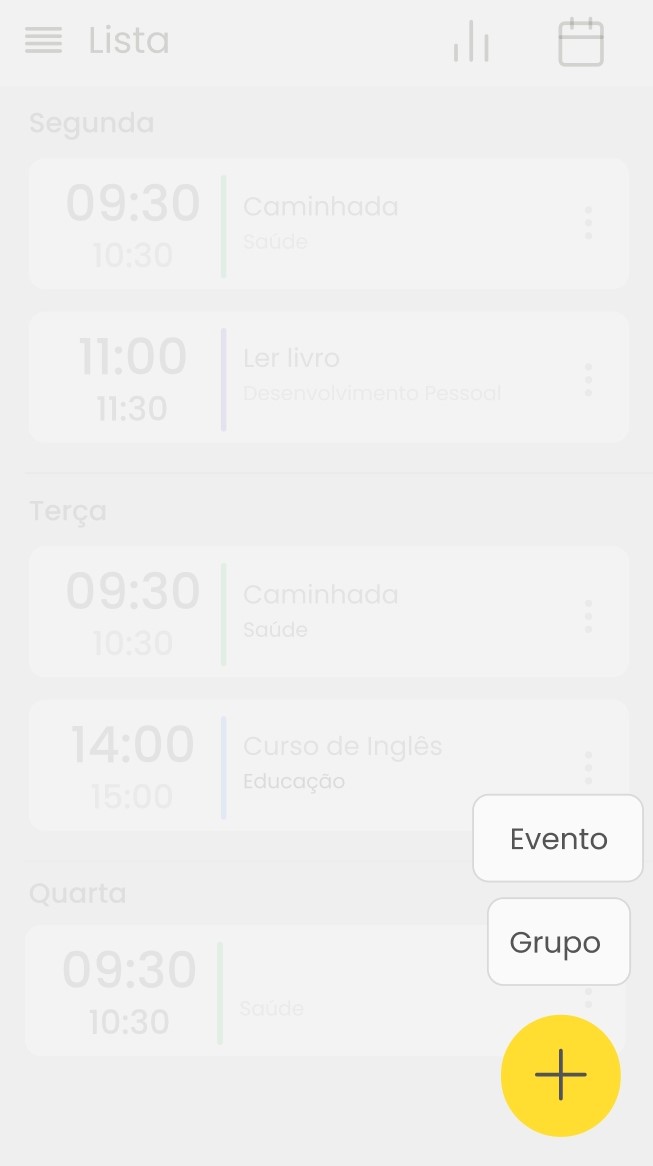 Lista
Segunda
09:30
10:30
Caminhada
Saúde
11:00
11:30
Ler livro
Desenvolvimento Pessoal
Terça
09:30
10:30
Caminhada
Saúde
14:00
15:00
Curso de Inglês
Educação
Evento
Quarta
Grupo
09:30
10:30
Saúde